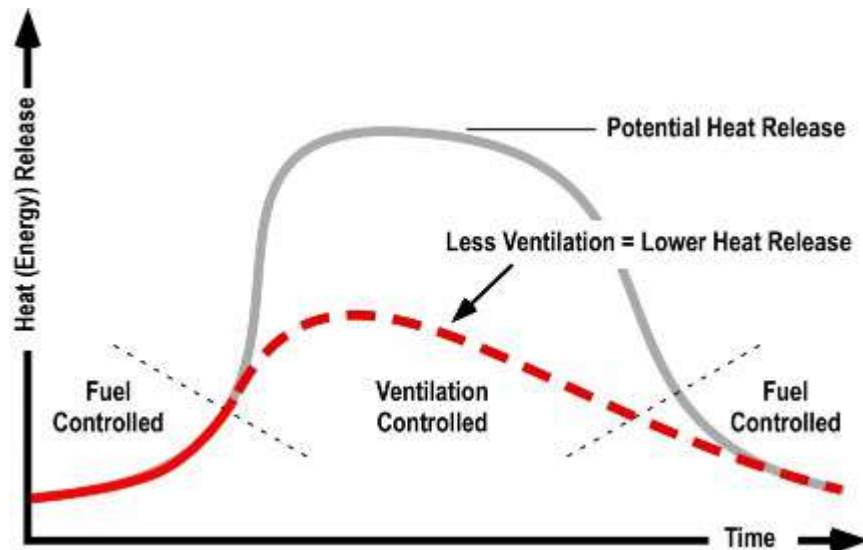 Heat (Energy) Release
Potential Heat Release
Less Ventilation = Lower Heat Release
Fuel
Controlled
Ventilation
Controlled
Fuel
Controlled
Time